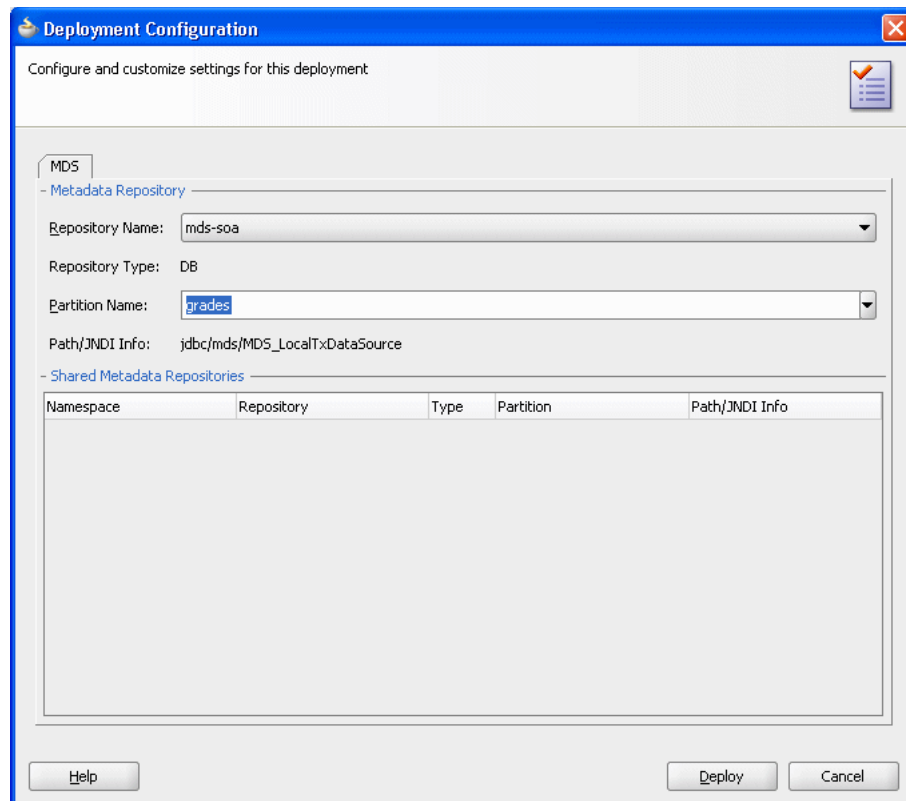 Deployment Configuration
Configure and customize settings for this deployment
MDS
Metadata Repository
Repository Name: mds-soa
Repository Type: DB
Partition Name: grades
Path/JNDI Info: jdbc/mds/MDS_LocalTxDataSource
Shared Metadata Repositories
Namespace Repository Type Partition Path/JNDI Info
Help Deploy Cancel